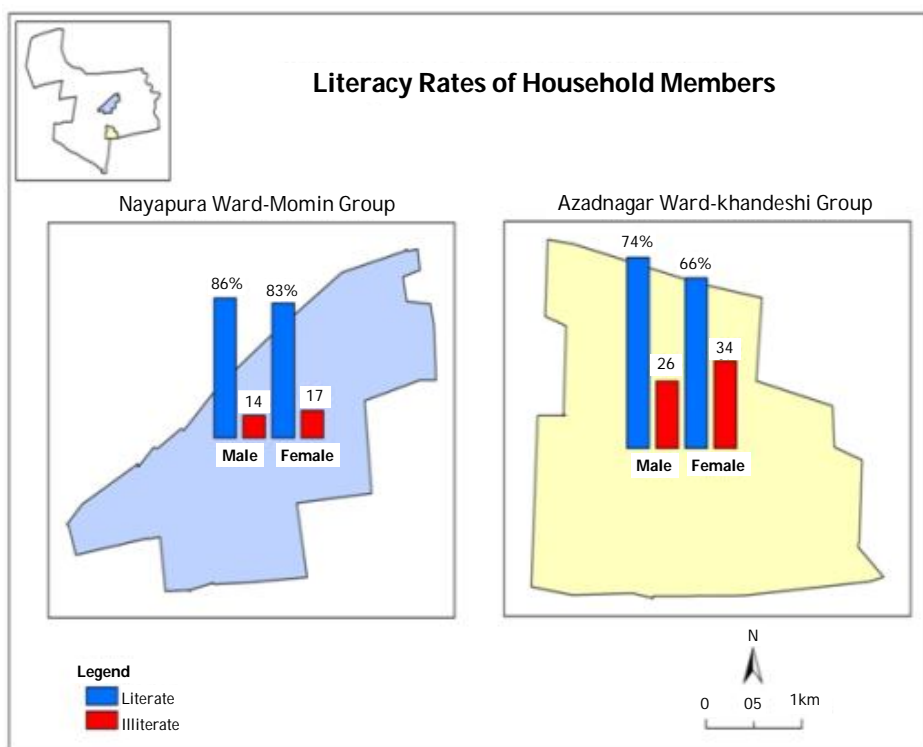 Literacy Rates of Household Members
Nayapura Ward-Momin Group
86%
83%
14
17
Male
Female
Azadnagar Ward-khandeshi Group
74%
66%
26
34
Male
Female
Legend
Literate
Illiterate
N
0 05 1km